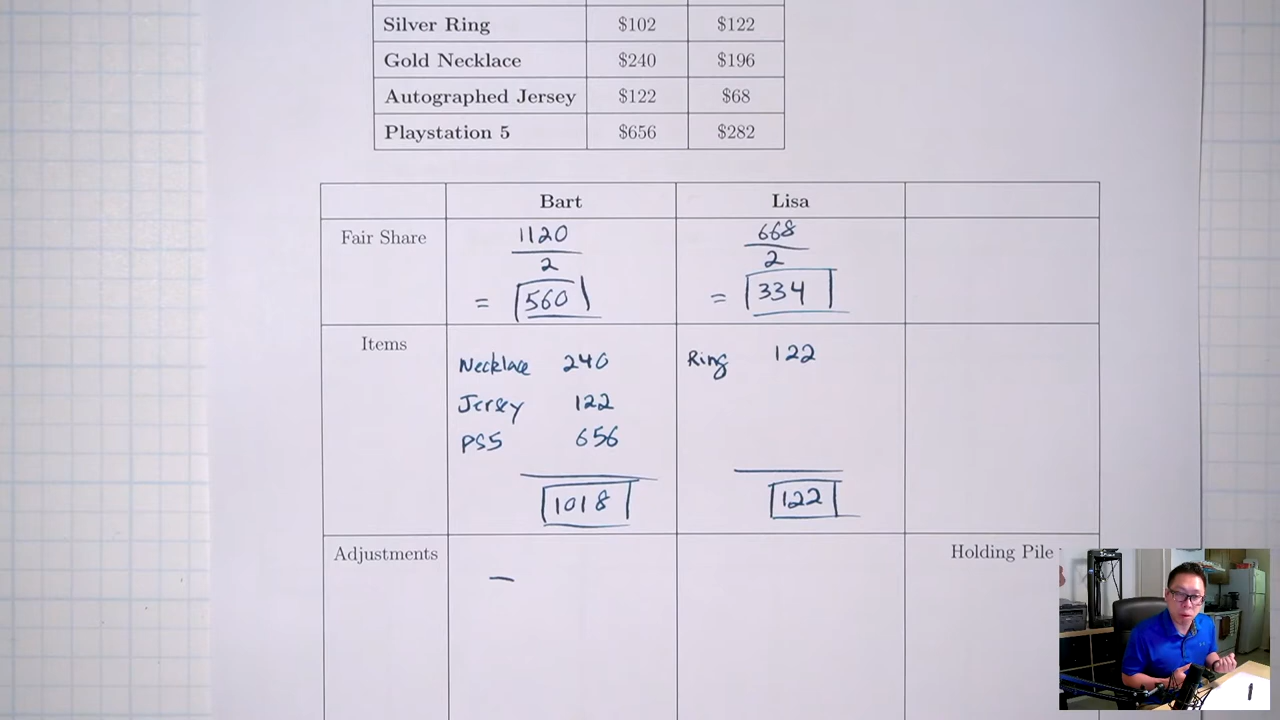 Silver Ring $102 $122
Gold Necklace $240 $196
Autographed Jersey $122 $68
Playstation 5 $656 $282
Bart Lisa
Fair Share 1120 668
2 2
= 560 = 334
Items
Necklace 240 Ring 122
Jersey 122
PS5 656
1018 122
Adjustments Holding Pile
—